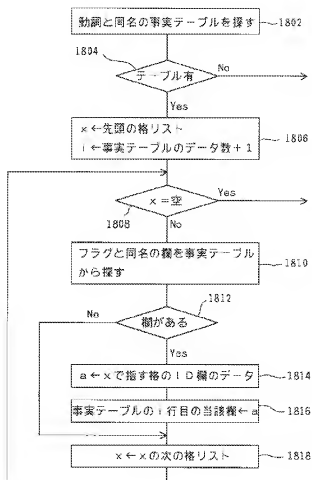 動詞と同名の事実テーブルを探す
1802
1804
テーブル有
No
Yes
x←先頭の格リスト
i←事実テーブルのデータ数+1
1806
x=空
Yes
1808
No
フラグと同名の欄を事実テーブル
から探す
1810
1812
No
欄がある
Yes
a←xで指す格のID欄のデータ
1814
事実テーブルのi行目の当該欄←a
1816
x←xの次の格リスト
1818